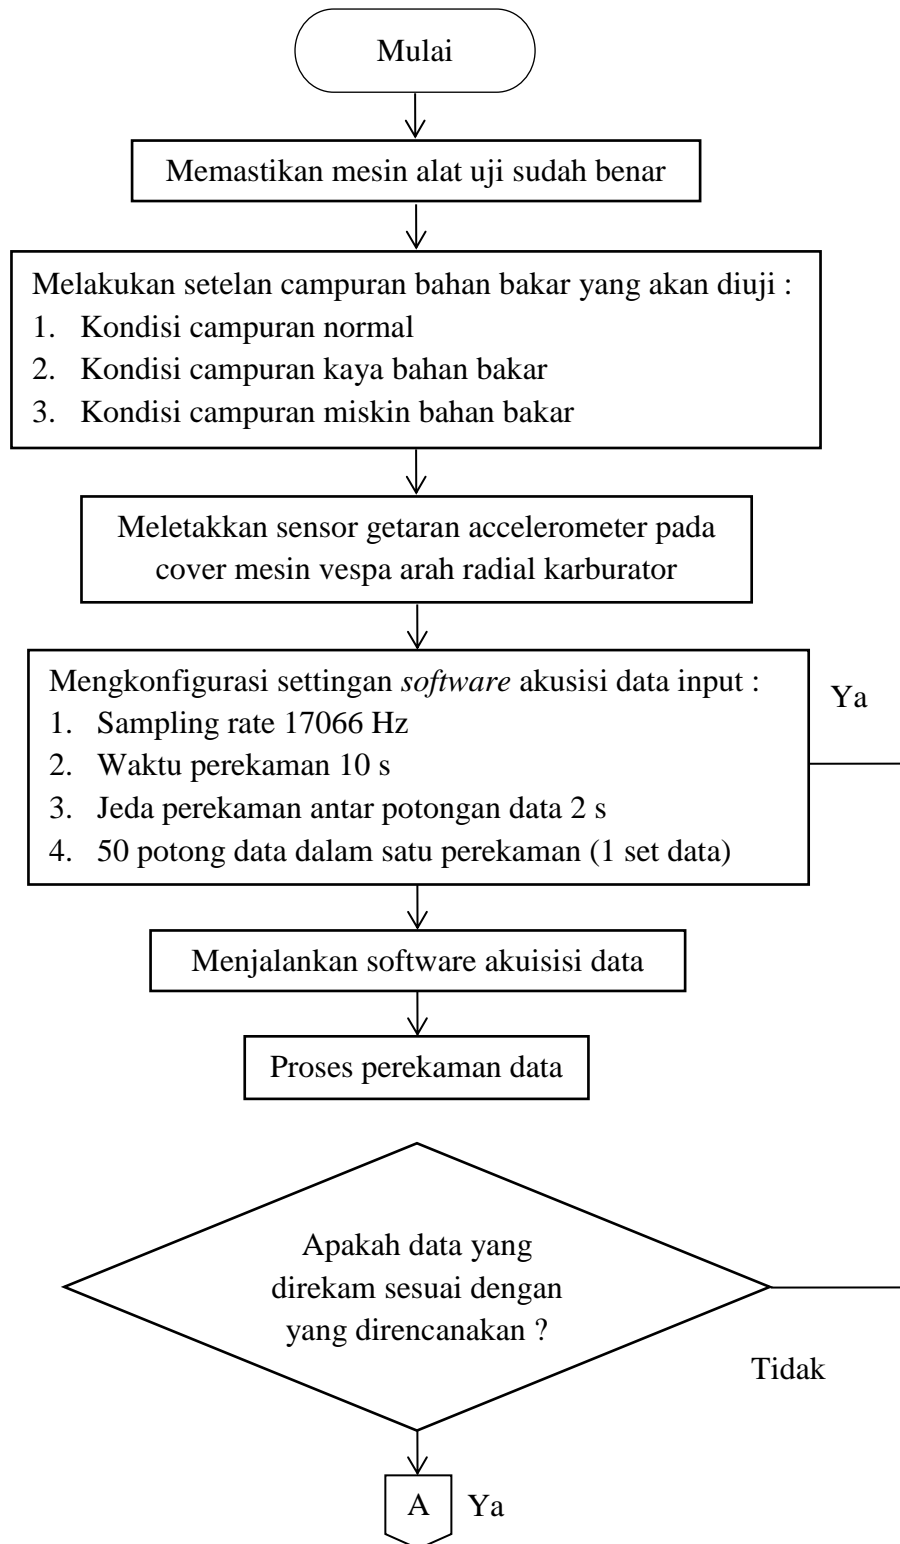 Mulai
Memastikan mesin alat uji sudah benar
Melakukan setelan campuran bahan bakar yang akan diuji :
1. Kondisi campuran normal
2. Kondisi campuran kaya bahan bakar
3. Kondisi campuran miskin bahan bakar
Meletakkan sensor getaran accelerometer pada
cover mesin vespa arah radial karburator
Mengkonfigurasi settingan software akusisi data input :
1. Sampling rate 17066 Hz
2. Waktu perekaman 10 s
3. Jeda perekaman antar potongan data 2 s
4. 50 potong data dalam satu perekaman (1 set data)
Ya
Menjalankan software akuisisi data
Proses perekaman data
Apakah data yang
direkam sesuai dengan
yang direncanakan ?
Tidak
A
Ya